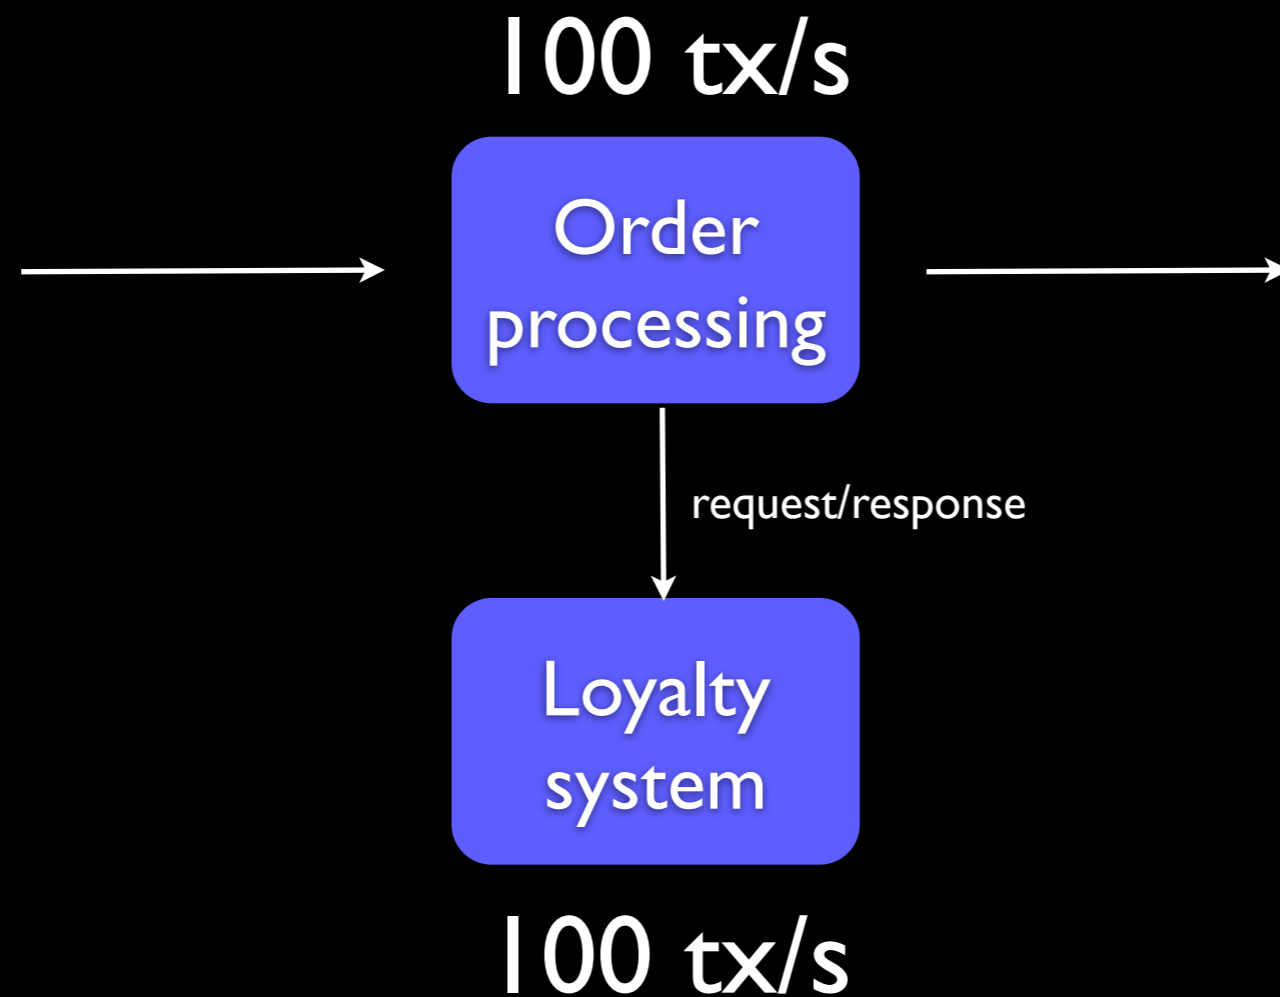 100 tx/s
Order
processing
request/response
Loyalty
system
100 tx/s